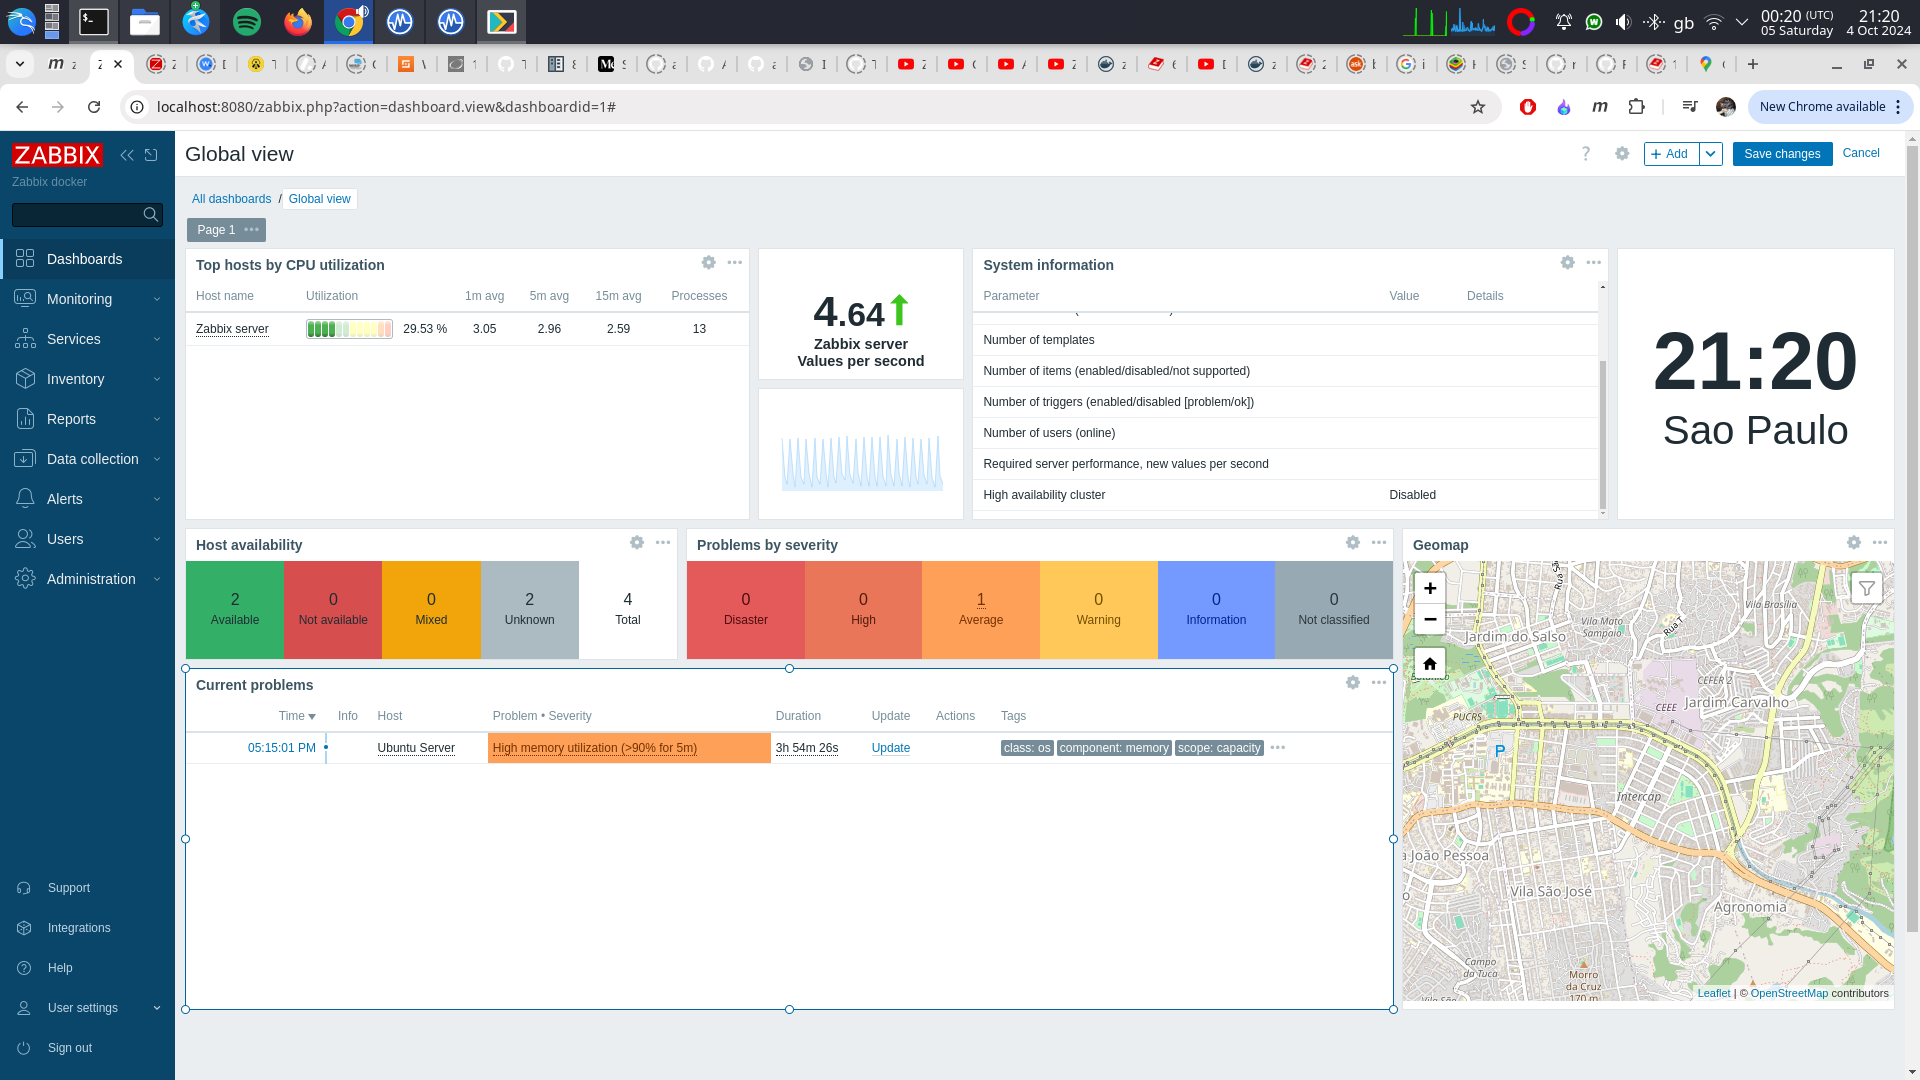 $_
gb
00:20 (UTC)
05 Saturday
21:20
4 Oct 2024
localhost:8080/zabbix.php?action=dashboard.view&dashboardid=1#
New Chrome available
ZABBIX
Zabbix docker
Dashboards
Monitoring
Services
Inventory
Reports
Data collection
Alerts
Users
Administration
Support
Integrations
Help
User settings
Sign out
Global view
? Add
Save changes
Cancel
All dashboards / Global view
Page 1
Top hosts by CPU utilization
Host name Utilization 1m avg 5m avg 15m avg Processes
Zabbix server 29.53 % 3.05 2.96 2.59 13
4.64
Zabbix server
Values per second
System information
Parameter Value Details
Number of templates
Number of items (enabled/disabled/not supported)
Number of triggers (enabled/disabled [problem/ok])
Number of users (online)
Required server performance, new values per second
High availability cluster Disabled
21:20
Sao Paulo
Host availability
2 Available
0 Not available
0 Mixed
2 Unknown
4 Total
Problems by severity
0 Disaster
0 High
1 Average
0 Warning
0 Information
0 Not classified
Current problems
Time Info Host Problem • Severity Duration Update Actions Tags
05:15:01 PM Ubuntu Server High memory utilization (>90% for 5m) 3h 54m 26s Update class: os component: memory scope: capacity
Geomap
+
−
Vila Brasília
Vila Mato
Sampaio
Rua T
Jardim do Salso
CEFER 2
Jardim Carvalho
CEEE
PUCRS
P
Intercap
a João Pessoa
Vila São José
Agronomia
Campo
da Tuca
Morro
da Cruz
170 m
Leaflet | © OpenStreetMap contributors